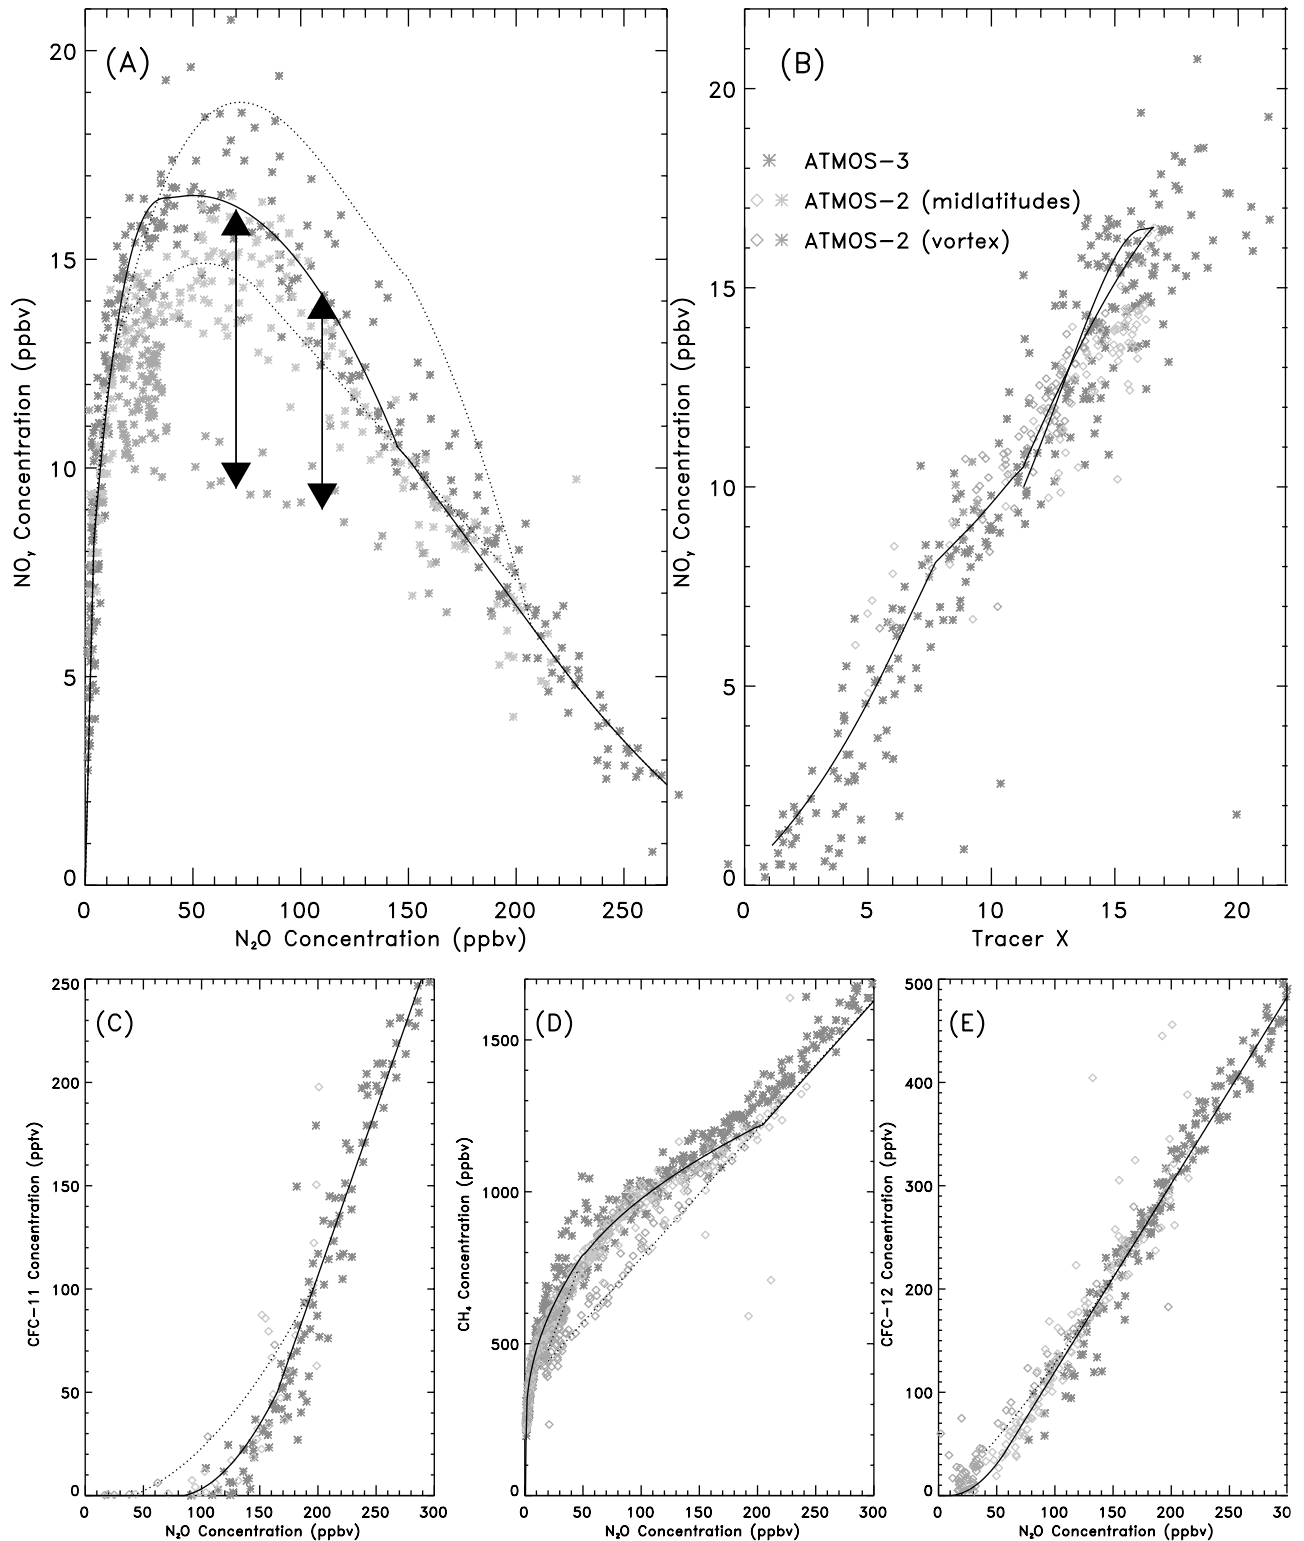 (A)
20
15
10
5
0
NOy Concentration (ppbv)
0 50 100 150 200 250
N₂O Concentration (ppbv)
(B)
ATMOS-3
ATMOS-2 (midlatitudes)
ATMOS-2 (vortex)
20
15
10
5
0
NOy Concentration (ppbv)
0 5 10 15 20
Tracer X
(C)
250
200
150
100
50
0
CFC-11 Concentration (pptv)
0 50 100 150 200 250 300
N₂O Concentration (ppbv)
(D)
1500
1000
500
0
CH₄ Concentration (ppbv)
0 50 100 150 200 250 300
N₂O Concentration (ppbv)
(E)
500
400
300
200
100
0
CFC-12 Concentration (pptv)
0 50 100 150 200 250 300
N₂O Concentration (ppbv)